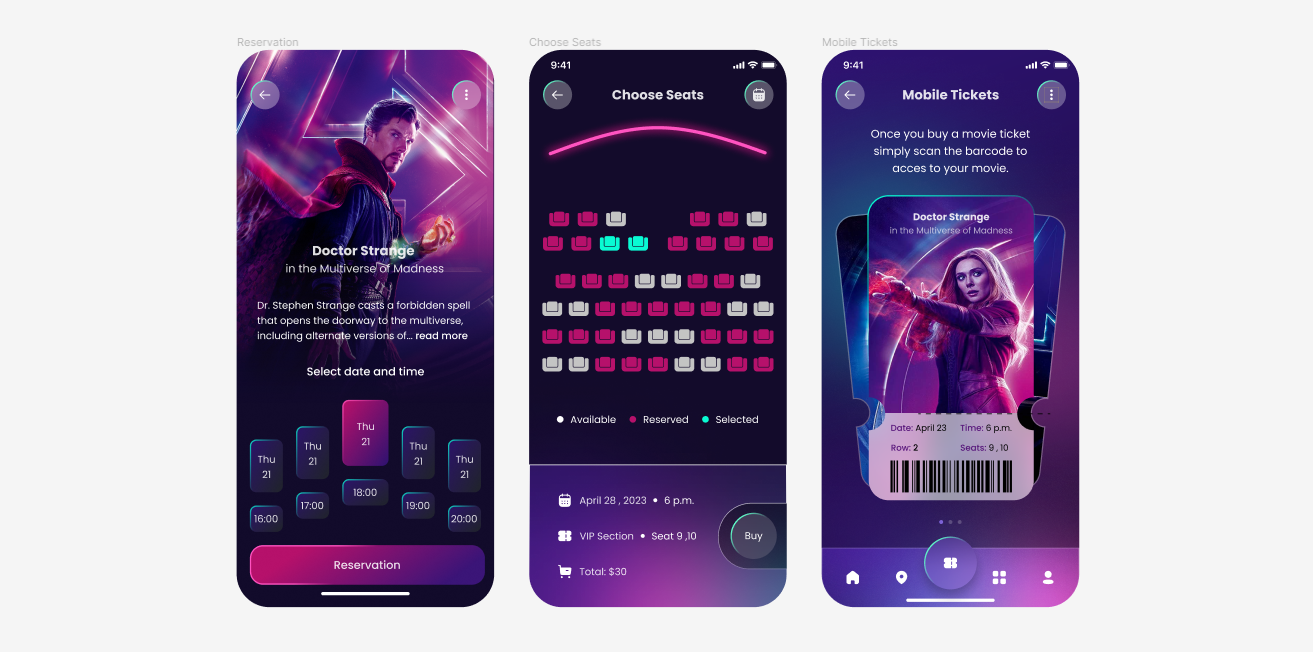 Reservation
Doctor Strange
in the Multiverse of Madness
Dr. Stephen Strange casts a forbidden spell
that opens the doorway to the multiverse,
including alternate versions of... read more
Select date and time
Thu
21
Thu
21
Thu
21
Thu
21
Thu
21
16:00
17:00
18:00
19:00
20:00
Reservation
Choose Seats
9:41
Choose Seats
Available
Reserved
Selected
April 28 , 2023 • 6 p.m.
VIP Section • Seat 9 ,10
Total: $30
Buy
Mobile Tickets
9:41
Mobile Tickets
Once you buy a movie ticket
simply scan the barcode to
acces to your movie.
Doctor Strange
in the Multiverse of Madness
Date: April 23 Time: 6 p.m.
Row: 2 Seats: 9 , 10